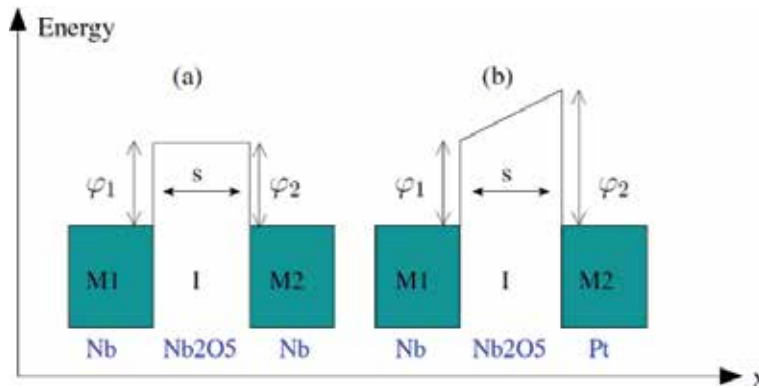 Energy
(a) (b)
φ1 s φ2 φ1 s φ2
M1 I M2 M1 I M2
Nb Nb2O5 Nb Nb Nb2O5 Pt
x